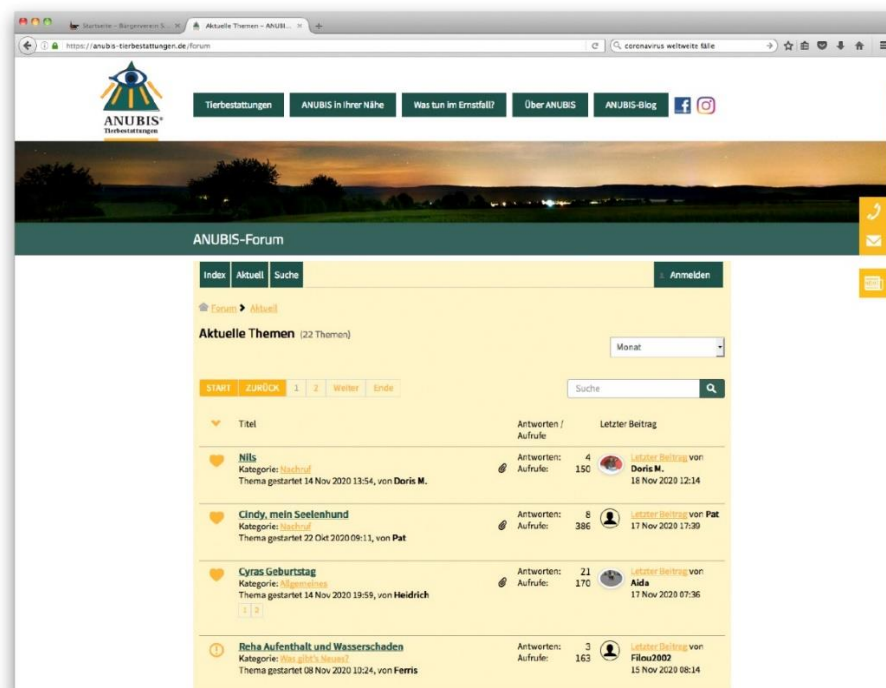 Startseite – Bürgerverein S...
Aktuelle Themen – ANUBI...
https://anubis-tierbestattungen.de/forum
coronavirus weltweite fälle
ANUBIS®
Tierbestattungen
Tierbestattungen
ANUBIS in Ihrer Nähe
Was tun im Ernstfall?
Über ANUBIS
ANUBIS-Blog
ANUBIS-Forum
Index Aktuell Suche
Anmelden
Forum Aktuell
Aktuelle Themen (22 Themen)
Monat
START ZURÜCK 1 2 Weiter Ende
Suche
Titel
Antworten / Aufrufe
Letzter Beitrag
Nils
Kategorie: Nachruf
Thema gestartet 14 Nov 2020 13:54, von Doris M.
Antworten: 4
Aufrufe: 150
Letzter Beitrag von
Doris M.
18 Nov 2020 12:14
Cindy, mein Seelenhund
Kategorie: Nachruf
Thema gestartet 22 Okt 2020 09:11, von Pat
Antworten: 8
Aufrufe: 386
Letzter Beitrag von Pat
17 Nov 2020 17:39
Cyras Geburtstag
Kategorie: Allgemeines
Thema gestartet 14 Nov 2020 19:59, von Heidrich
1 2
Antworten: 21
Aufrufe: 170
Letzter Beitrag von
Aida
17 Nov 2020 07:36
Reha Aufenthalt und Wasserschaden
Kategorie: Was gibt's Neues?
Thema gestartet 08 Nov 2020 10:24, von Ferris
Antworten: 3
Aufrufe: 163
Letzter Beitrag von
Filou2002
15 Nov 2020 08:14